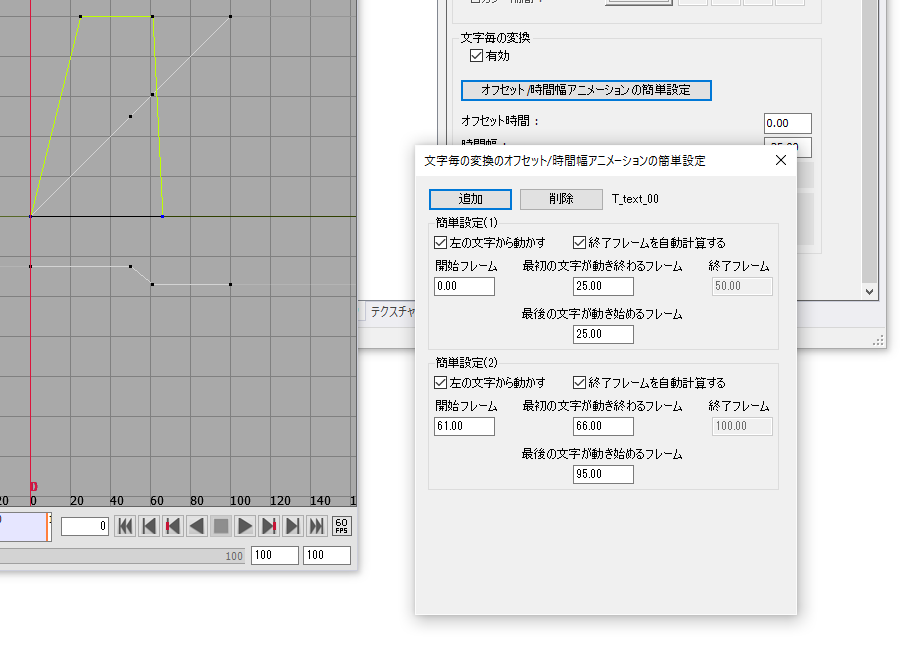 文字毎の変換
有効
オフセット/時間幅アニメーションの簡単設定
オフセット時間：
0.00
時間幅：
文字毎の変換のオフセット/時間幅アニメーションの簡単設定
追加
削除
T_text_00
簡単設定(1)
左の文字から動かす
終了フレームを自動計算する
開始フレーム
最初の文字が動き終わるフレーム
終了フレーム
0.00
25.00
50.00
最後の文字が動き始めるフレーム
25.00
テクスチャ
簡単設定(2)
左の文字から動かす
終了フレームを自動計算する
開始フレーム
最初の文字が動き終わるフレーム
終了フレーム
61.00
66.00
100.00
最後の文字が動き始めるフレーム
95.00
0 20 40 60 80 100 120 140
0
60
FPS
100
100
100